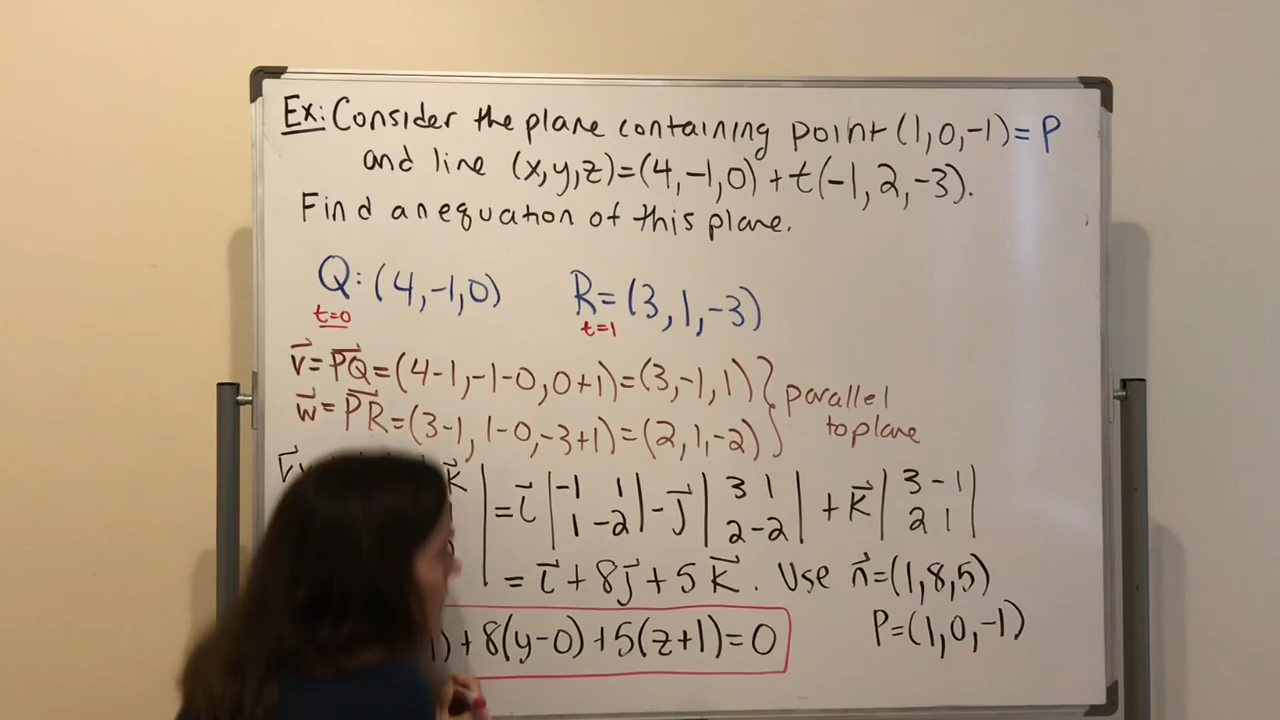 Ex: Consider the plane containing point (1, 0, -1) = P
and line (x, y, z) = (4, -1, 0) + t(-1, 2, -3).
Find an equation of this plane.
Q: (4, -1, 0) R = (3, 1, -3)
t=0 t=1
v⃗ = PQ⃗ = (4-1, -1-0, 0+1) = (3, -1, 1) } parallel
w⃗ = PR⃗ = (3-1, 1-0, -3+1) = (2, 1, -2) to plane
v⃗ k⃗ | = i⃗ | -1 1 | - j⃗ | 3 1 | + k⃗ | 3 -1 |
1 -2 2 -2 2 1
= i⃗ + 8j⃗ + 5k⃗. Use n⃗ = (1, 8, 5)
) + 8(y-0) + 5(z+1) = 0 P = (1, 0, -1)